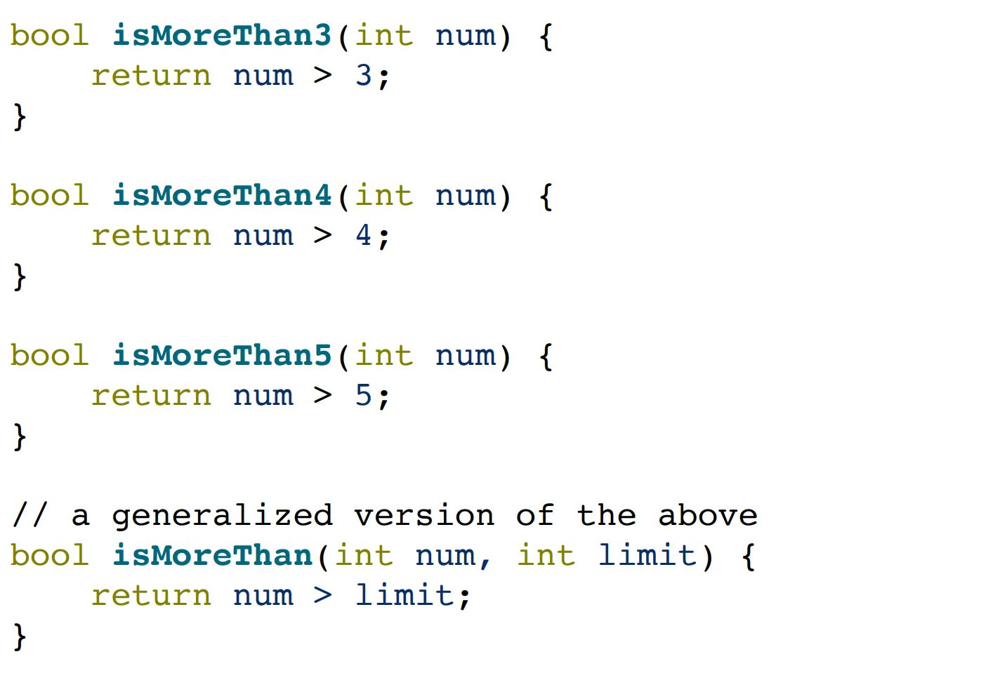 bool isMoreThan3(int num) {
    return num > 3;
}

bool isMoreThan4(int num) {
    return num > 4;
}

bool isMoreThan5(int num) {
    return num > 5;
}

// a generalized version of the above
bool isMoreThan(int num, int limit) {
    return num > limit;
}